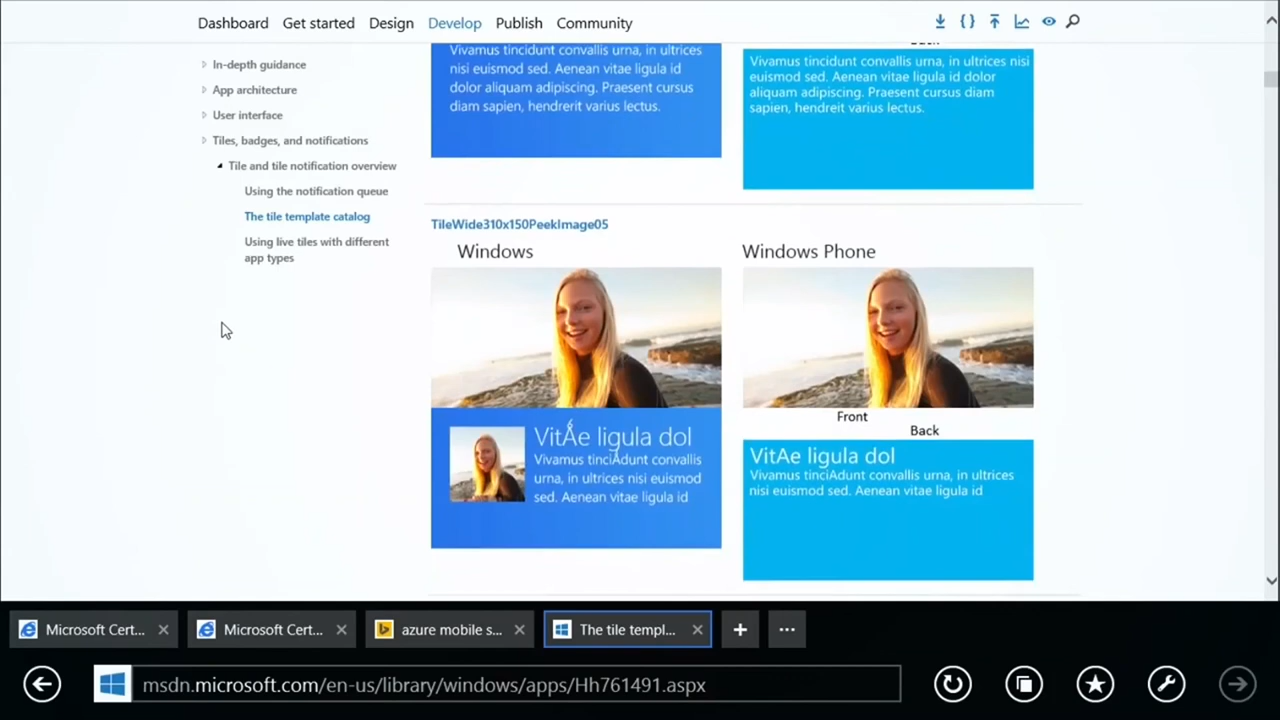 Dashboard Get started Design Develop Publish Community
In-depth guidance
App architecture
User interface
Tiles, badges, and notifications
Tile and tile notification overview
Using the notification queue
The tile template catalog
Using live tiles with different
app types
Vivamus tincidunt convallis urna, in ultrices
nisi euismod sed. Aenean vitae ligula id
dolor aliquam adipiscing. Praesent cursus
diam sapien, hendrerit varius lectus.
Vivamus tincidunt convallis urna, in ultrices nisi
euismod sed. Aenean vitae ligula id dolor
aliquam adipiscing. Praesent cursus diam
sapien, hendrerit varius lectus.
TileWide310x150PeekImage05
Windows
Windows Phone
Front
Back
VitÁe ligula dol
Vivamus tinciÁdunt convallis
urna, in ultrices nisi euismod
sed. Aenean vitae ligula id
VitAe ligula dol
Vivamus tinciAdunt convallis urna, in ultrices
nisi euismod sed. Aenean vitae ligula id
Microsoft Cert...
Microsoft Cert...
azure mobile s...
The tile templ...
msdn.microsoft.com/en-us/library/windows/apps/Hh761491.aspx